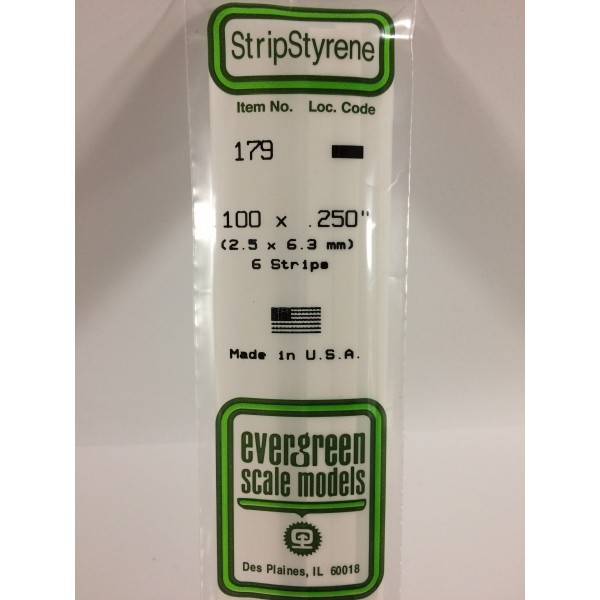 StripStyrene
Item No. Loc. Code
179
.100 x .250"
(2.5 x 6.3 mm)
6 Strips
Made in U.S.A.
evergreen
scale models
Des Plaines, IL 60018